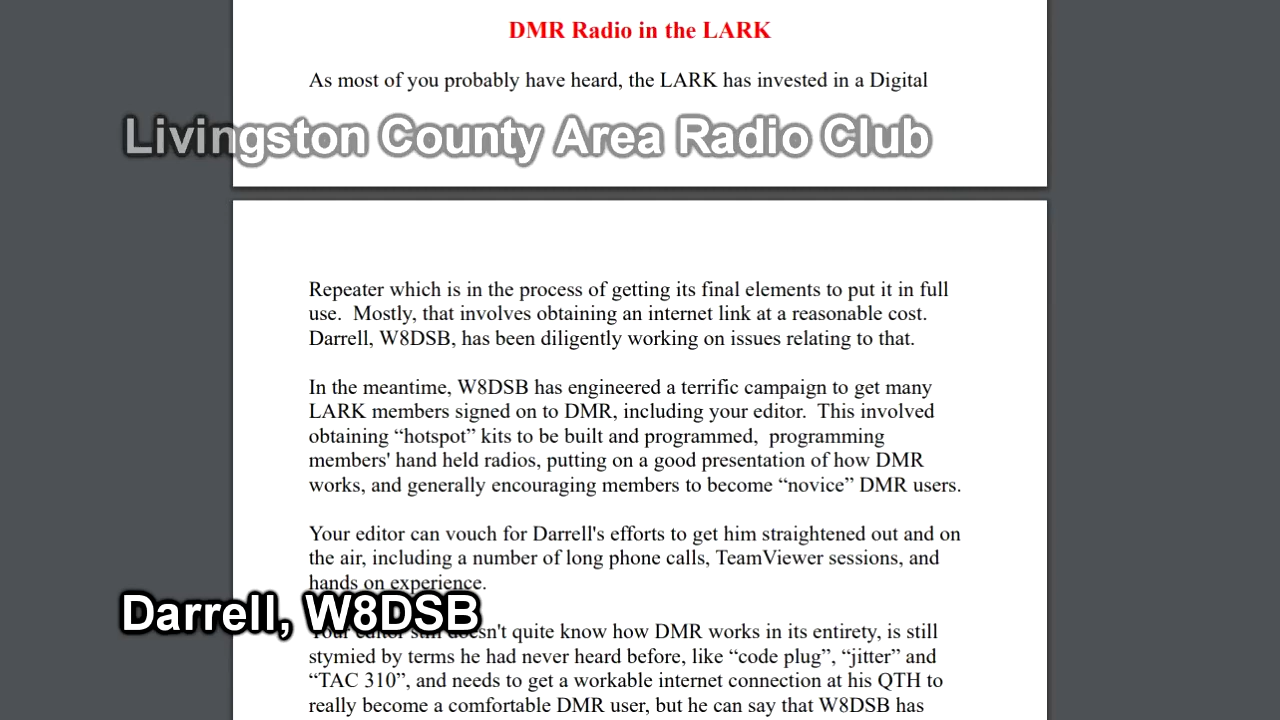 DMR Radio in the LARK
As most of you probably have heard, the LARK has invested in a Digital
Livingston County Area Radio Club
Repeater which is in the process of getting its final elements to put it in full
use.  Mostly, that involves obtaining an internet link at a reasonable cost.
Darrell, W8DSB, has been diligently working on issues relating to that.
In the meantime, W8DSB has engineered a terrific campaign to get many
LARK members signed on to DMR, including your editor.  This involved
obtaining “hotspot” kits to be built and programmed,  programming
members' hand held radios, putting on a good presentation of how DMR
works, and generally encouraging members to become “novice” DMR users.
Your editor can vouch for Darrell's efforts to get him straightened out and on
the air, including a number of long phone calls, TeamViewer sessions, and
hands on experience.
Darrell, W8DSB
Your editor still doesn't quite know how DMR works in its entirety, is still
stymied by terms he had never heard before, like “code plug”, “jitter” and
“TAC 310”, and needs to get a workable internet connection at his QTH to
really become a comfortable DMR user, but he can say that W8DSB has